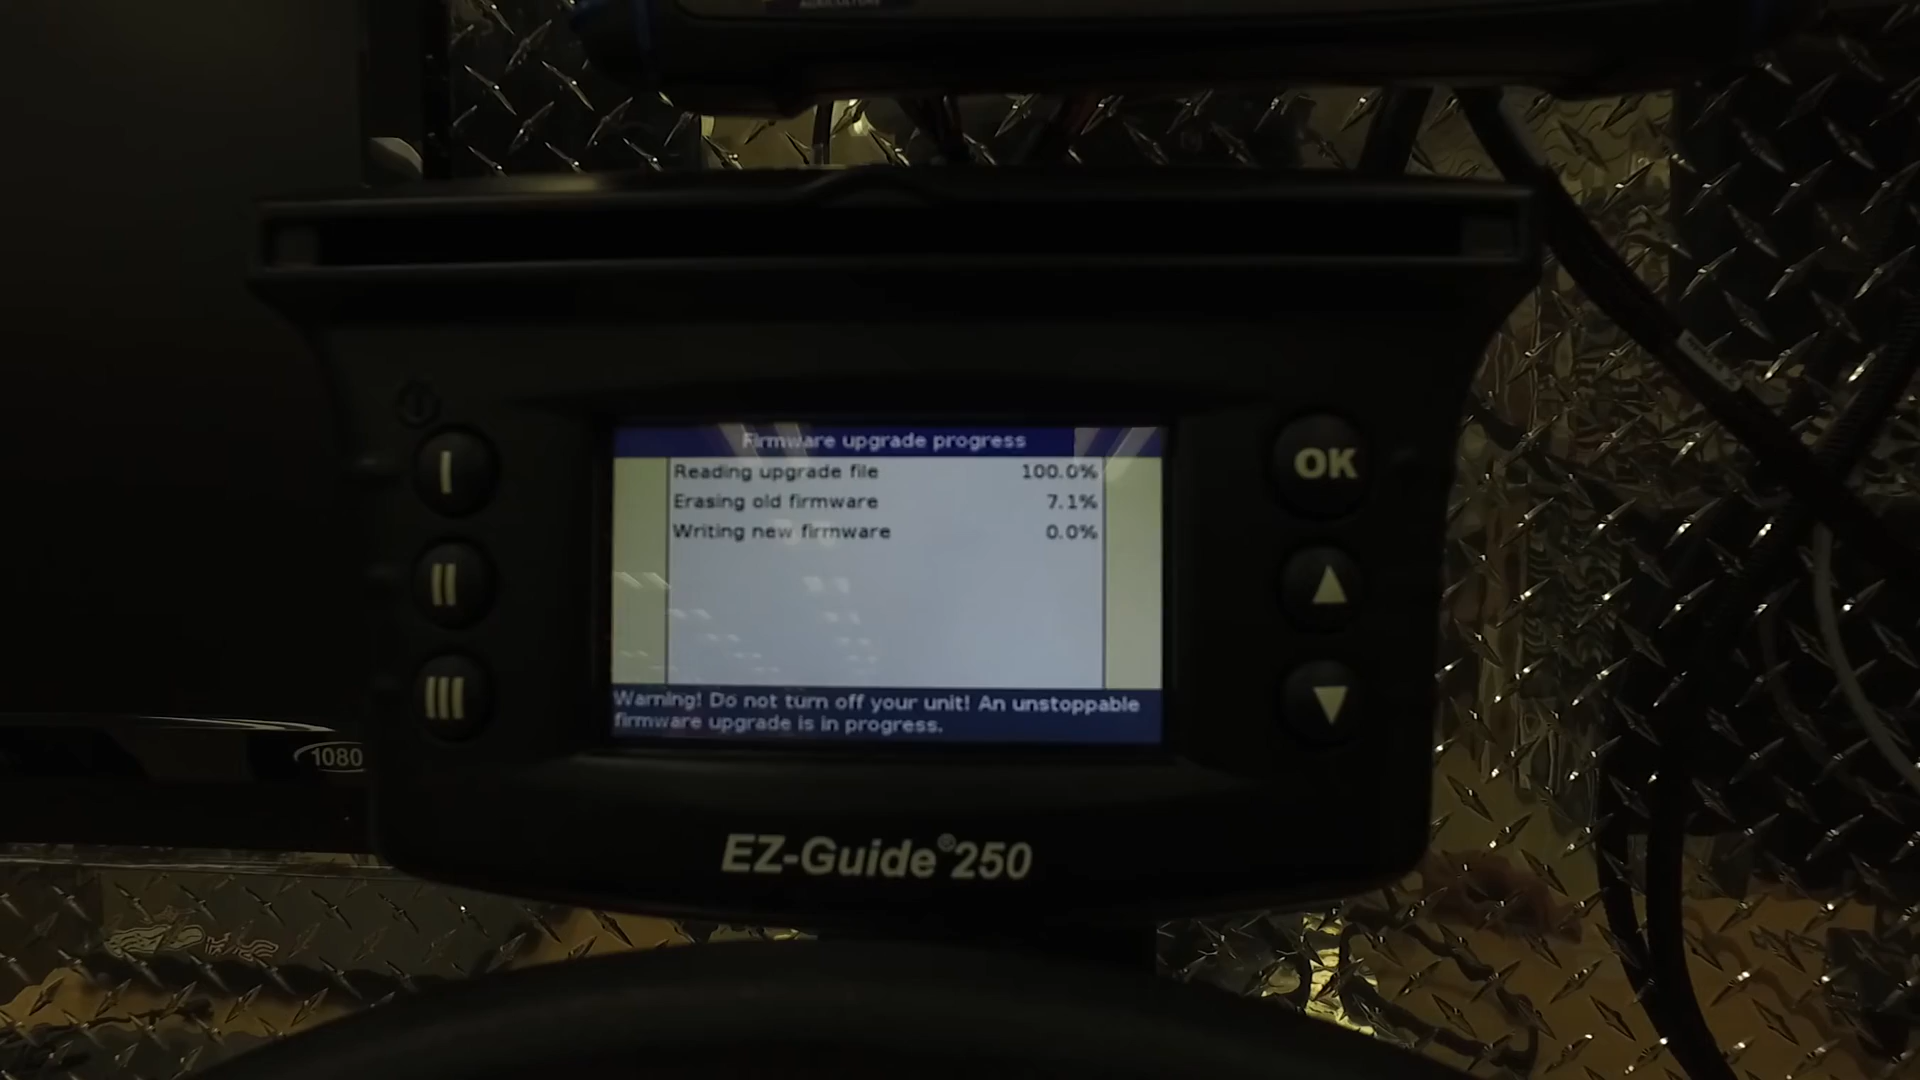 AGRICULTURE
Firmware upgrade progress
Reading upgrade file 100.0%
Erasing old firmware 7.1%
Writing new firmware 0.0%
Warning! Do not turn off your unit! An unstoppable
firmware upgrade is in progress.
I
II
III
OK
1080
EZ-Guide®250